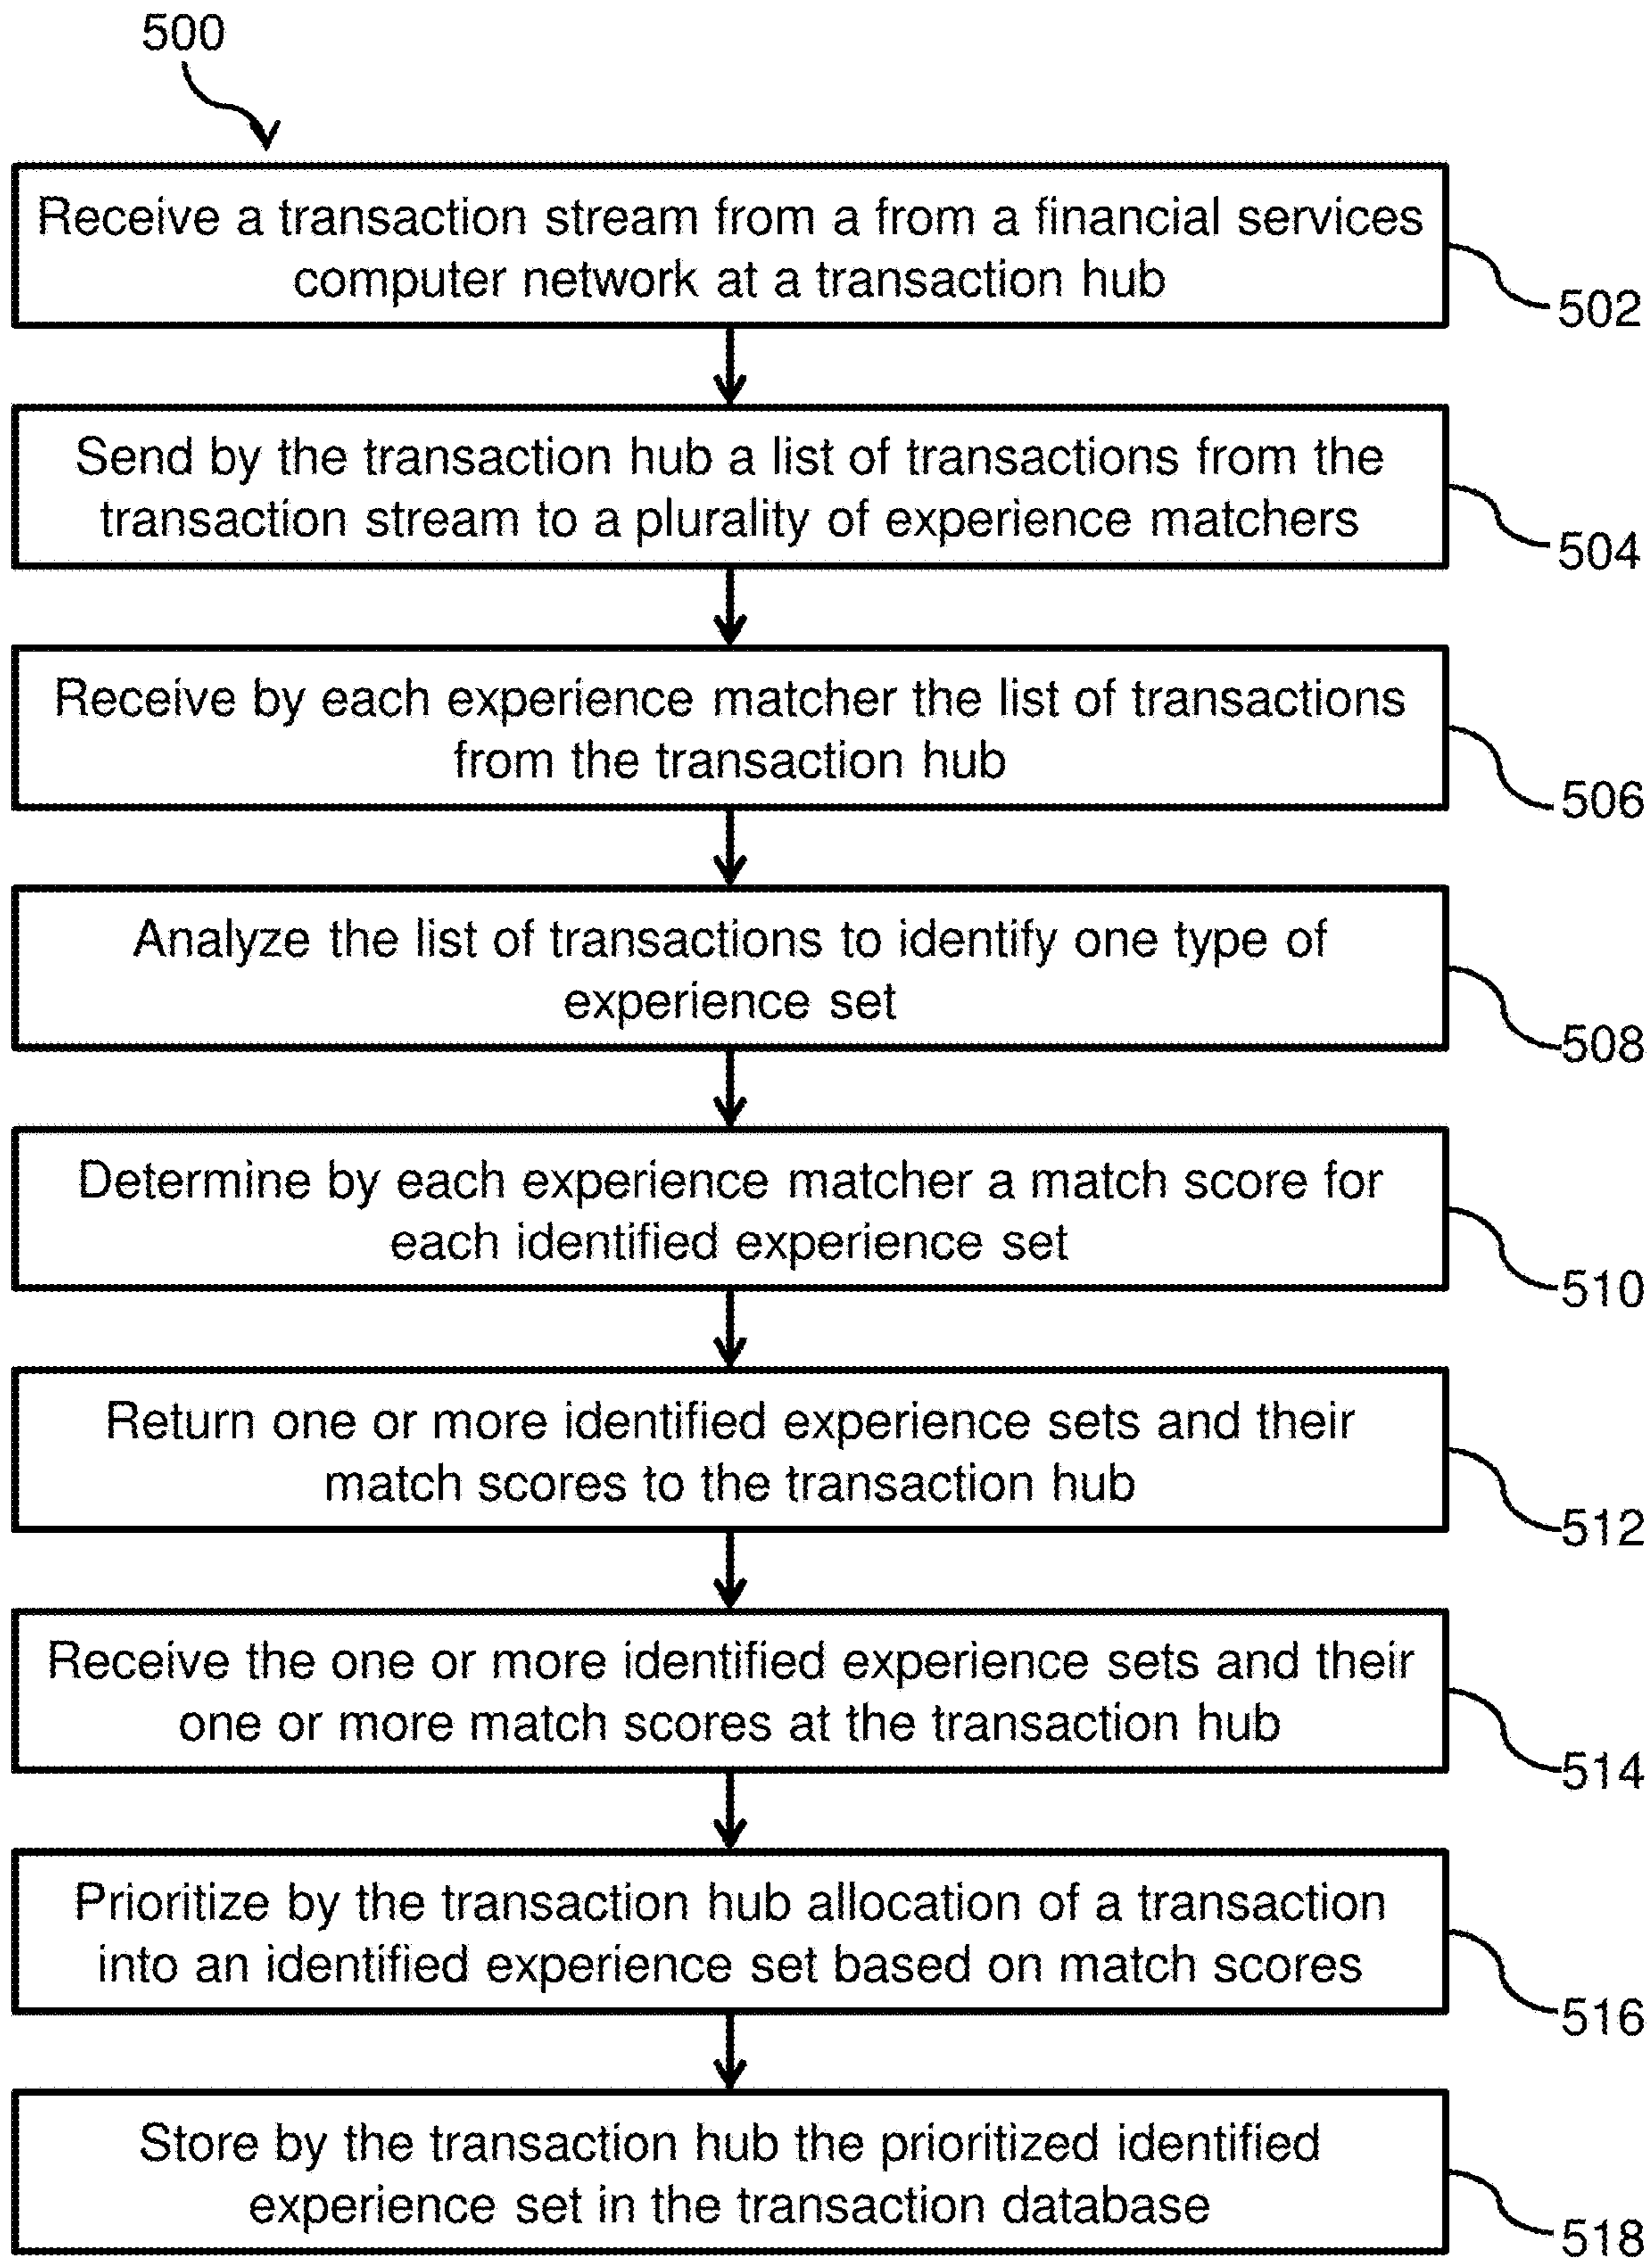 500
Receive a transaction stream from a from a financial services
computer network at a transaction hub
502
Send by the transaction hub a list of transactions from the
transaction stream to a plurality of experience matchers
504
Receive by each experience matcher the list of transactions
from the transaction hub
506
Analyze the list of transactions to identify one type of
experience set
508
Determine by each experience matcher a match score for
each identified experience set
510
Return one or more identified experience sets and their
match scores to the transaction hub
512
Receive the one or more identified experience sets and their
one or more match scores at the transaction hub
514
Prioritize by the transaction hub allocation of a transaction
into an identified experience set based on match scores
516
Store by the transaction hub the prioritized identified
experience set in the transaction database
518